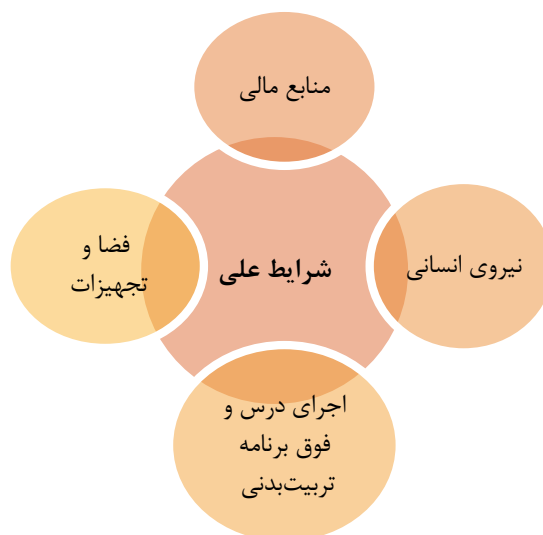 منابع مالی
نیروی انسانی
شرایط علی
فضا و
تجهیزات
اجرای درس و
فوق برنامه
تربیت‌بدنی